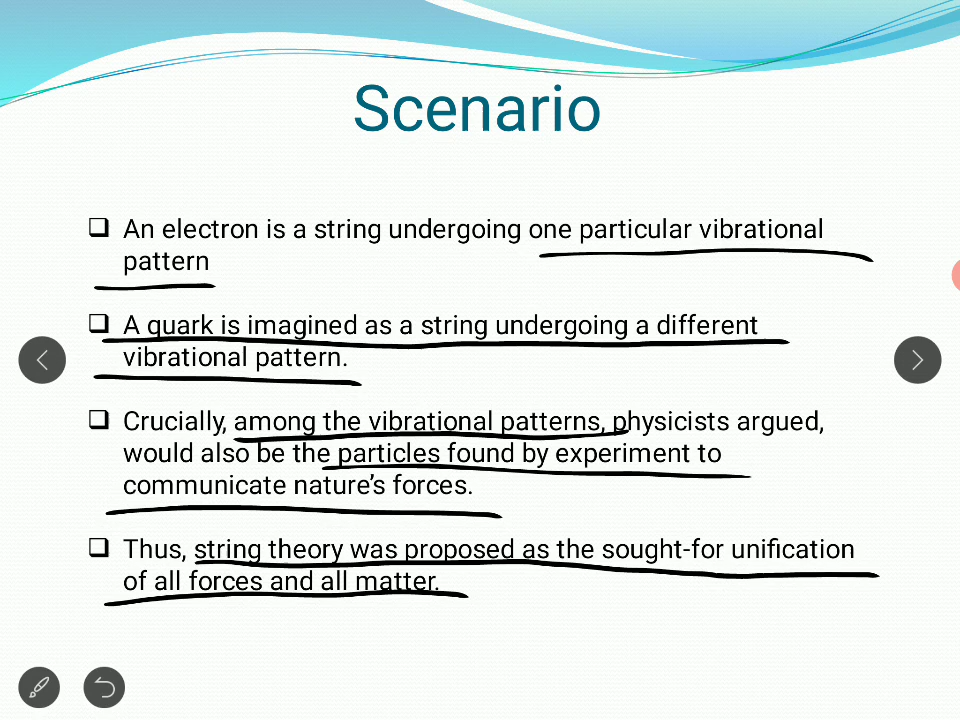 Scenario
❑ An electron is a string undergoing one particular vibrational
pattern
❑ A quark is imagined as a string undergoing a different
vibrational pattern.
❑ Crucially, among the vibrational patterns, physicists argued,
would also be the particles found by experiment to
communicate nature’s forces.
❑ Thus, string theory was proposed as the sought-for unification
of all forces and all matter.